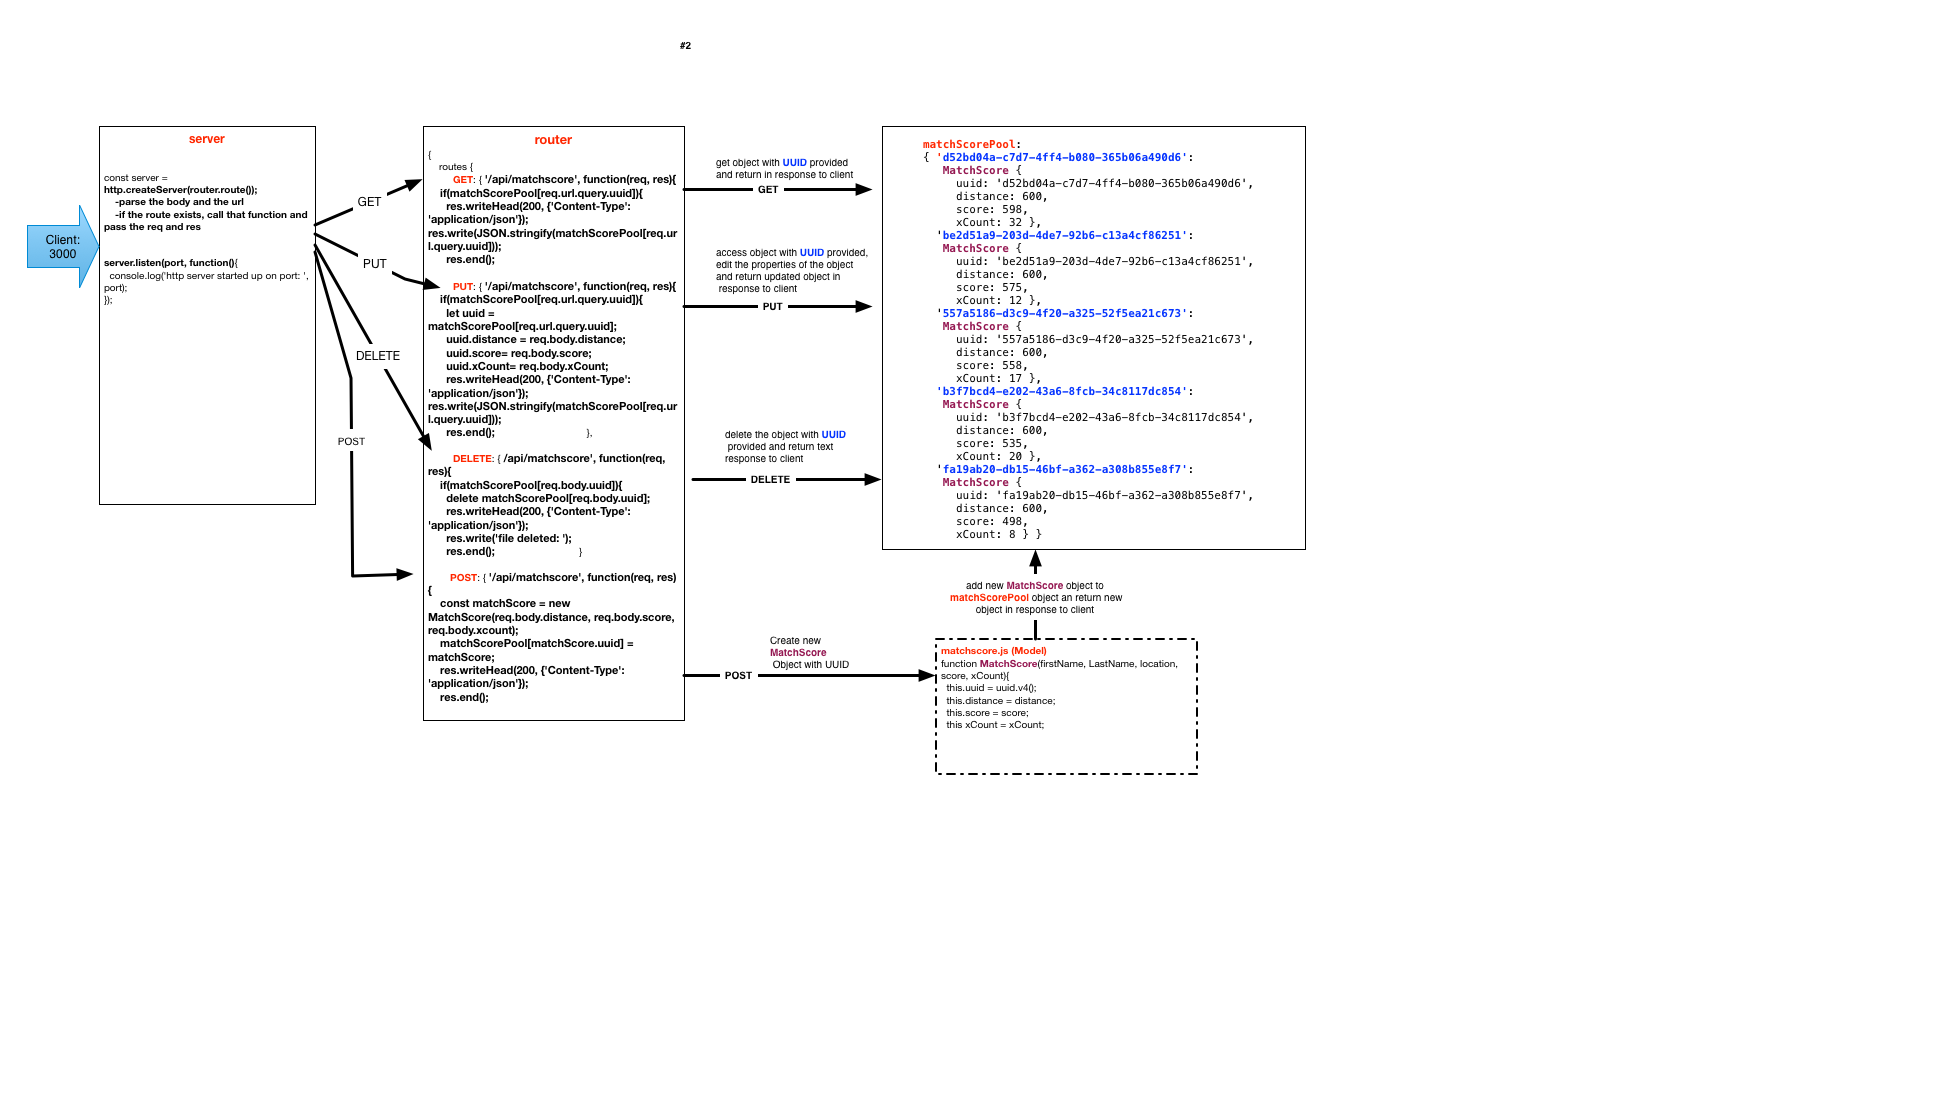 #2
Client:
3000
server
const server =
http.createServer(router.route());
-parse the body and the url
-if the route exists, call that function and
pass the req and res
server.listen(port, function(){
console.log('http server started up on port: ',
port);
});
GET
PUT
DELETE
POST
router
{
routes {
GET: { '/api/matchscore', function(req, res){
if(matchScorePool[req.url.query.uuid]){
res.writeHead(200, {'Content-Type':
'application/json'});
res.write(JSON.stringify(matchScorePool[req.ur
l.query.uuid]));
res.end();
PUT: { '/api/matchscore', function(req, res){
if(matchScorePool[req.url.query.uuid]){
let uuid =
matchScorePool[req.url.query.uuid];
uuid.distance = req.body.distance;
uuid.score= req.body.score;
uuid.xCount= req.body.xCount;
res.writeHead(200, {'Content-Type':
'application/json'});
res.write(JSON.stringify(matchScorePool[req.ur
l.query.uuid]));
res.end(); },
DELETE: { /api/matchscore', function(req,
res){
if(matchScorePool[req.body.uuid]){
delete matchScorePool[req.body.uuid];
res.writeHead(200, {'Content-Type':
'application/json'});
res.write('file deleted: ');
res.end(); }
POST: { '/api/matchscore', function(req, res)
{
const matchScore = new
MatchScore(req.body.distance, req.body.score,
req.body.xcount);
matchScorePool[matchScore.uuid] =
matchScore;
res.writeHead(200, {'Content-Type':
'application/json'});
res.end();
get object with UUID provided
and return in response to client
GET
access object with UUID provided,
edit the properties of the object
and return updated object in
response to client
PUT
delete the object with UUID
provided and return text
response to client
DELETE
Create new
MatchScore
Object with UUID
POST
matchScorePool:
{ 'd52bd04a-c7d7-4ff4-b080-365b06a490d6':
MatchScore {
uuid: 'd52bd04a-c7d7-4ff4-b080-365b06a490d6',
distance: 600,
score: 598,
xCount: 32 },
'be2d51a9-203d-4de7-92b6-c13a4cf86251':
MatchScore {
uuid: 'be2d51a9-203d-4de7-92b6-c13a4cf86251',
distance: 600,
score: 575,
xCount: 12 },
'557a5186-d3c9-4f20-a325-52f5ea21c673':
MatchScore {
uuid: '557a5186-d3c9-4f20-a325-52f5ea21c673',
distance: 600,
score: 558,
xCount: 17 },
'b3f7bcd4-e202-43a6-8fcb-34c8117dc854':
MatchScore {
uuid: 'b3f7bcd4-e202-43a6-8fcb-34c8117dc854',
distance: 600,
score: 535,
xCount: 20 },
'fa19ab20-db15-46bf-a362-a308b855e8f7':
MatchScore {
uuid: 'fa19ab20-db15-46bf-a362-a308b855e8f7',
distance: 600,
score: 498,
xCount: 8 } }
add new MatchScore object to
matchScorePool object an return new
object in response to client
matchscore.js (Model)
function MatchScore(firstName, LastName, location,
score, xCount){
this.uuid = uuid.v4();
this.distance = distance;
this.score = score;
this xCount = xCount;